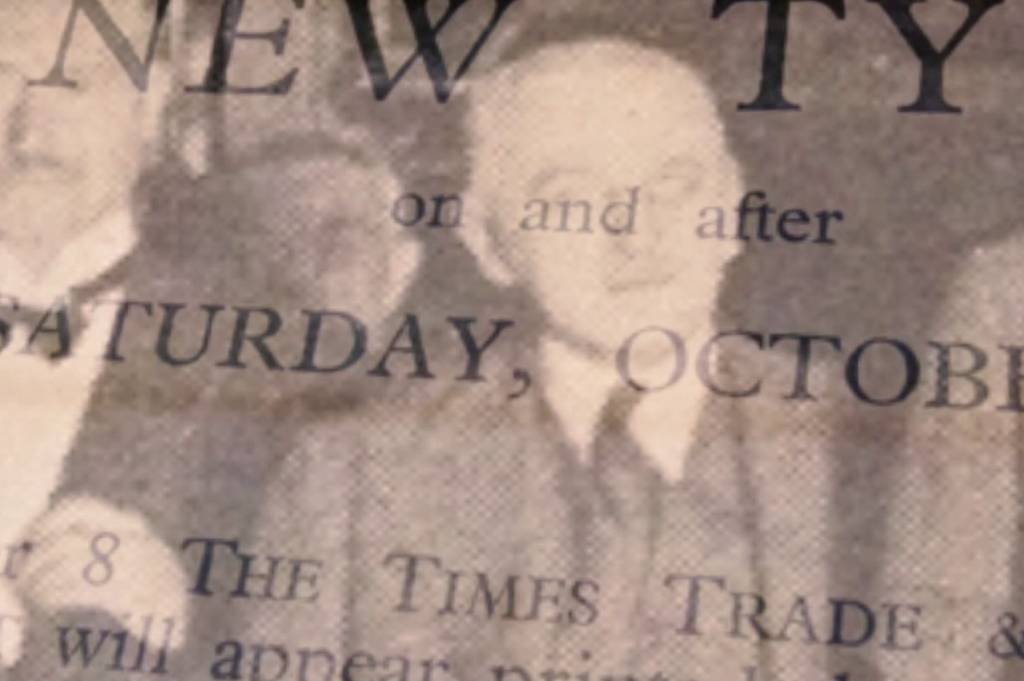 NEW TY
on and after
SATURDAY, OCTOB
8 THE TIMES TRADE &
will appear